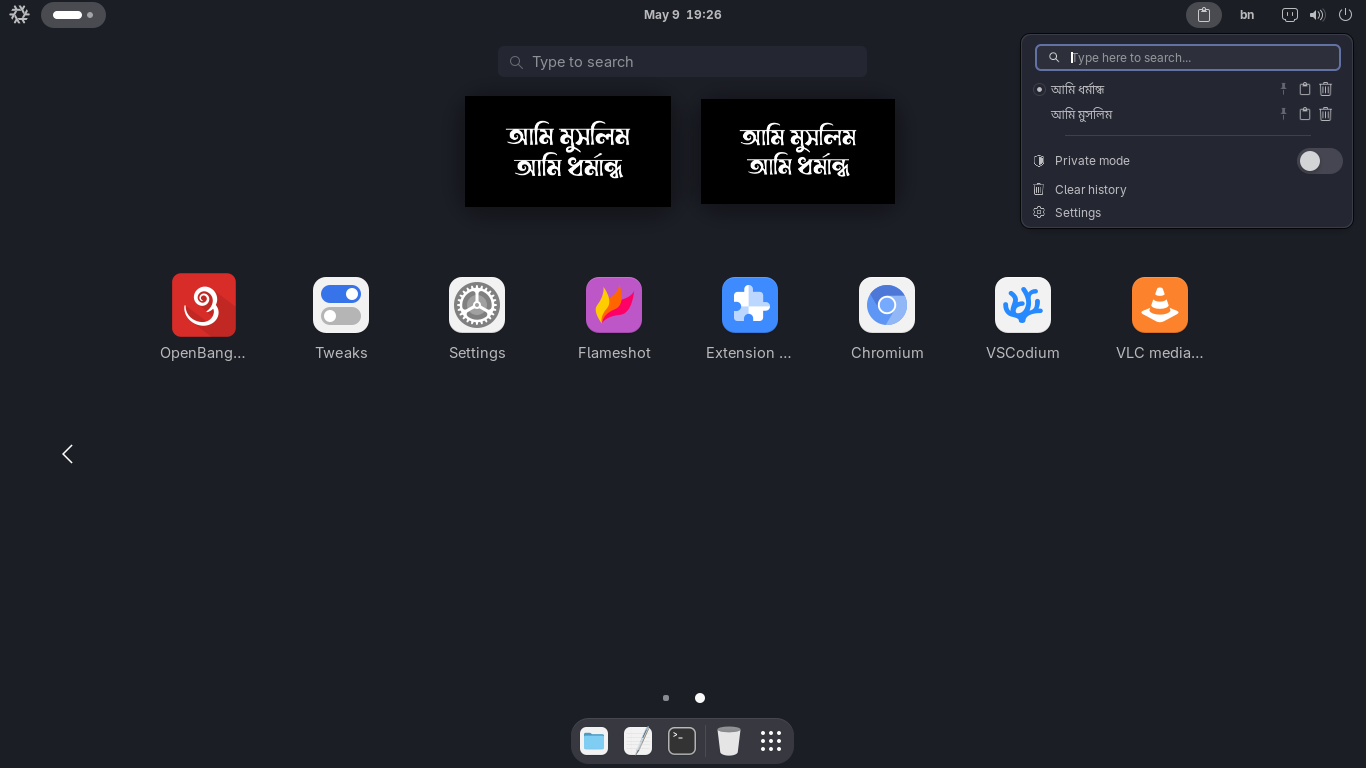 May 9 19:26
bn
Type to search
Type here to search...
আমি ধর্মান্ধ
আমি মুসলিম
আমি মুসলিম
আমি ধর্মান্ধ
আমি মুসলিম
আমি ধর্মান্ধ
Private mode
Clear history
Settings
OpenBang...
Tweaks
Settings
Flameshot
Extension ...
Chromium
VSCodium
VLC media...
>_